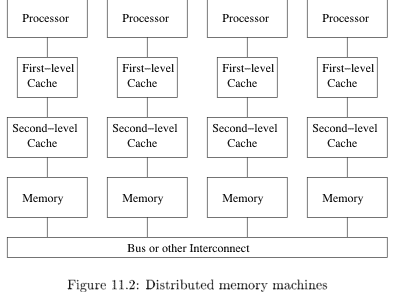 Processor Processor Processor Processor
First-level First-level First-level First-level
Cache Cache Cache Cache
Second-level Second-level Second-level Second-level
Cache Cache Cache Cache
Memory Memory Memory Memory
Bus or other Interconnect
Figure 11.2: Distributed memory machines